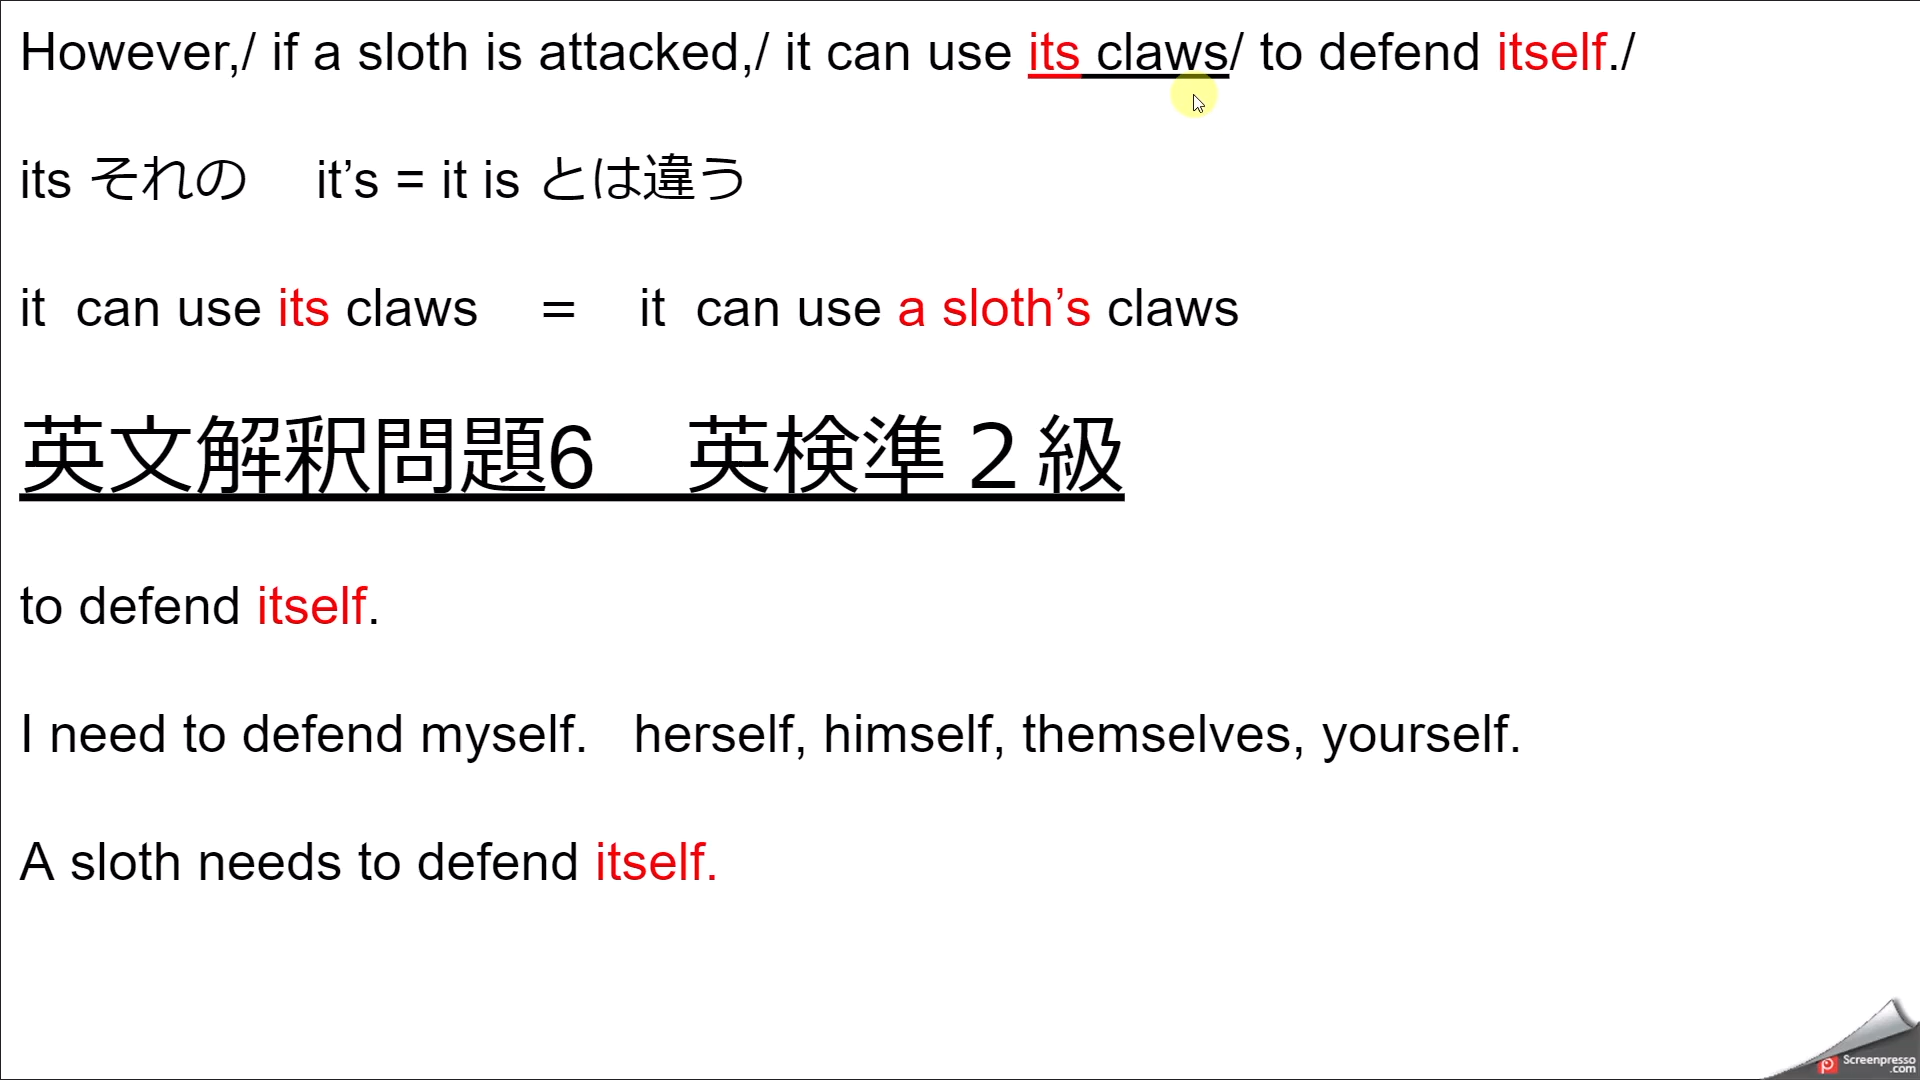 However,/ if a sloth is attacked,/ it can use its claws/ to defend itself./
its それの it’s = it is とは違う
it can use its claws = it can use a sloth’s claws
英文解釈問題6 英検準２級
to defend itself.
I need to defend myself. herself, himself, themselves, yourself.
A sloth needs to defend itself.
Screenpresso
.com